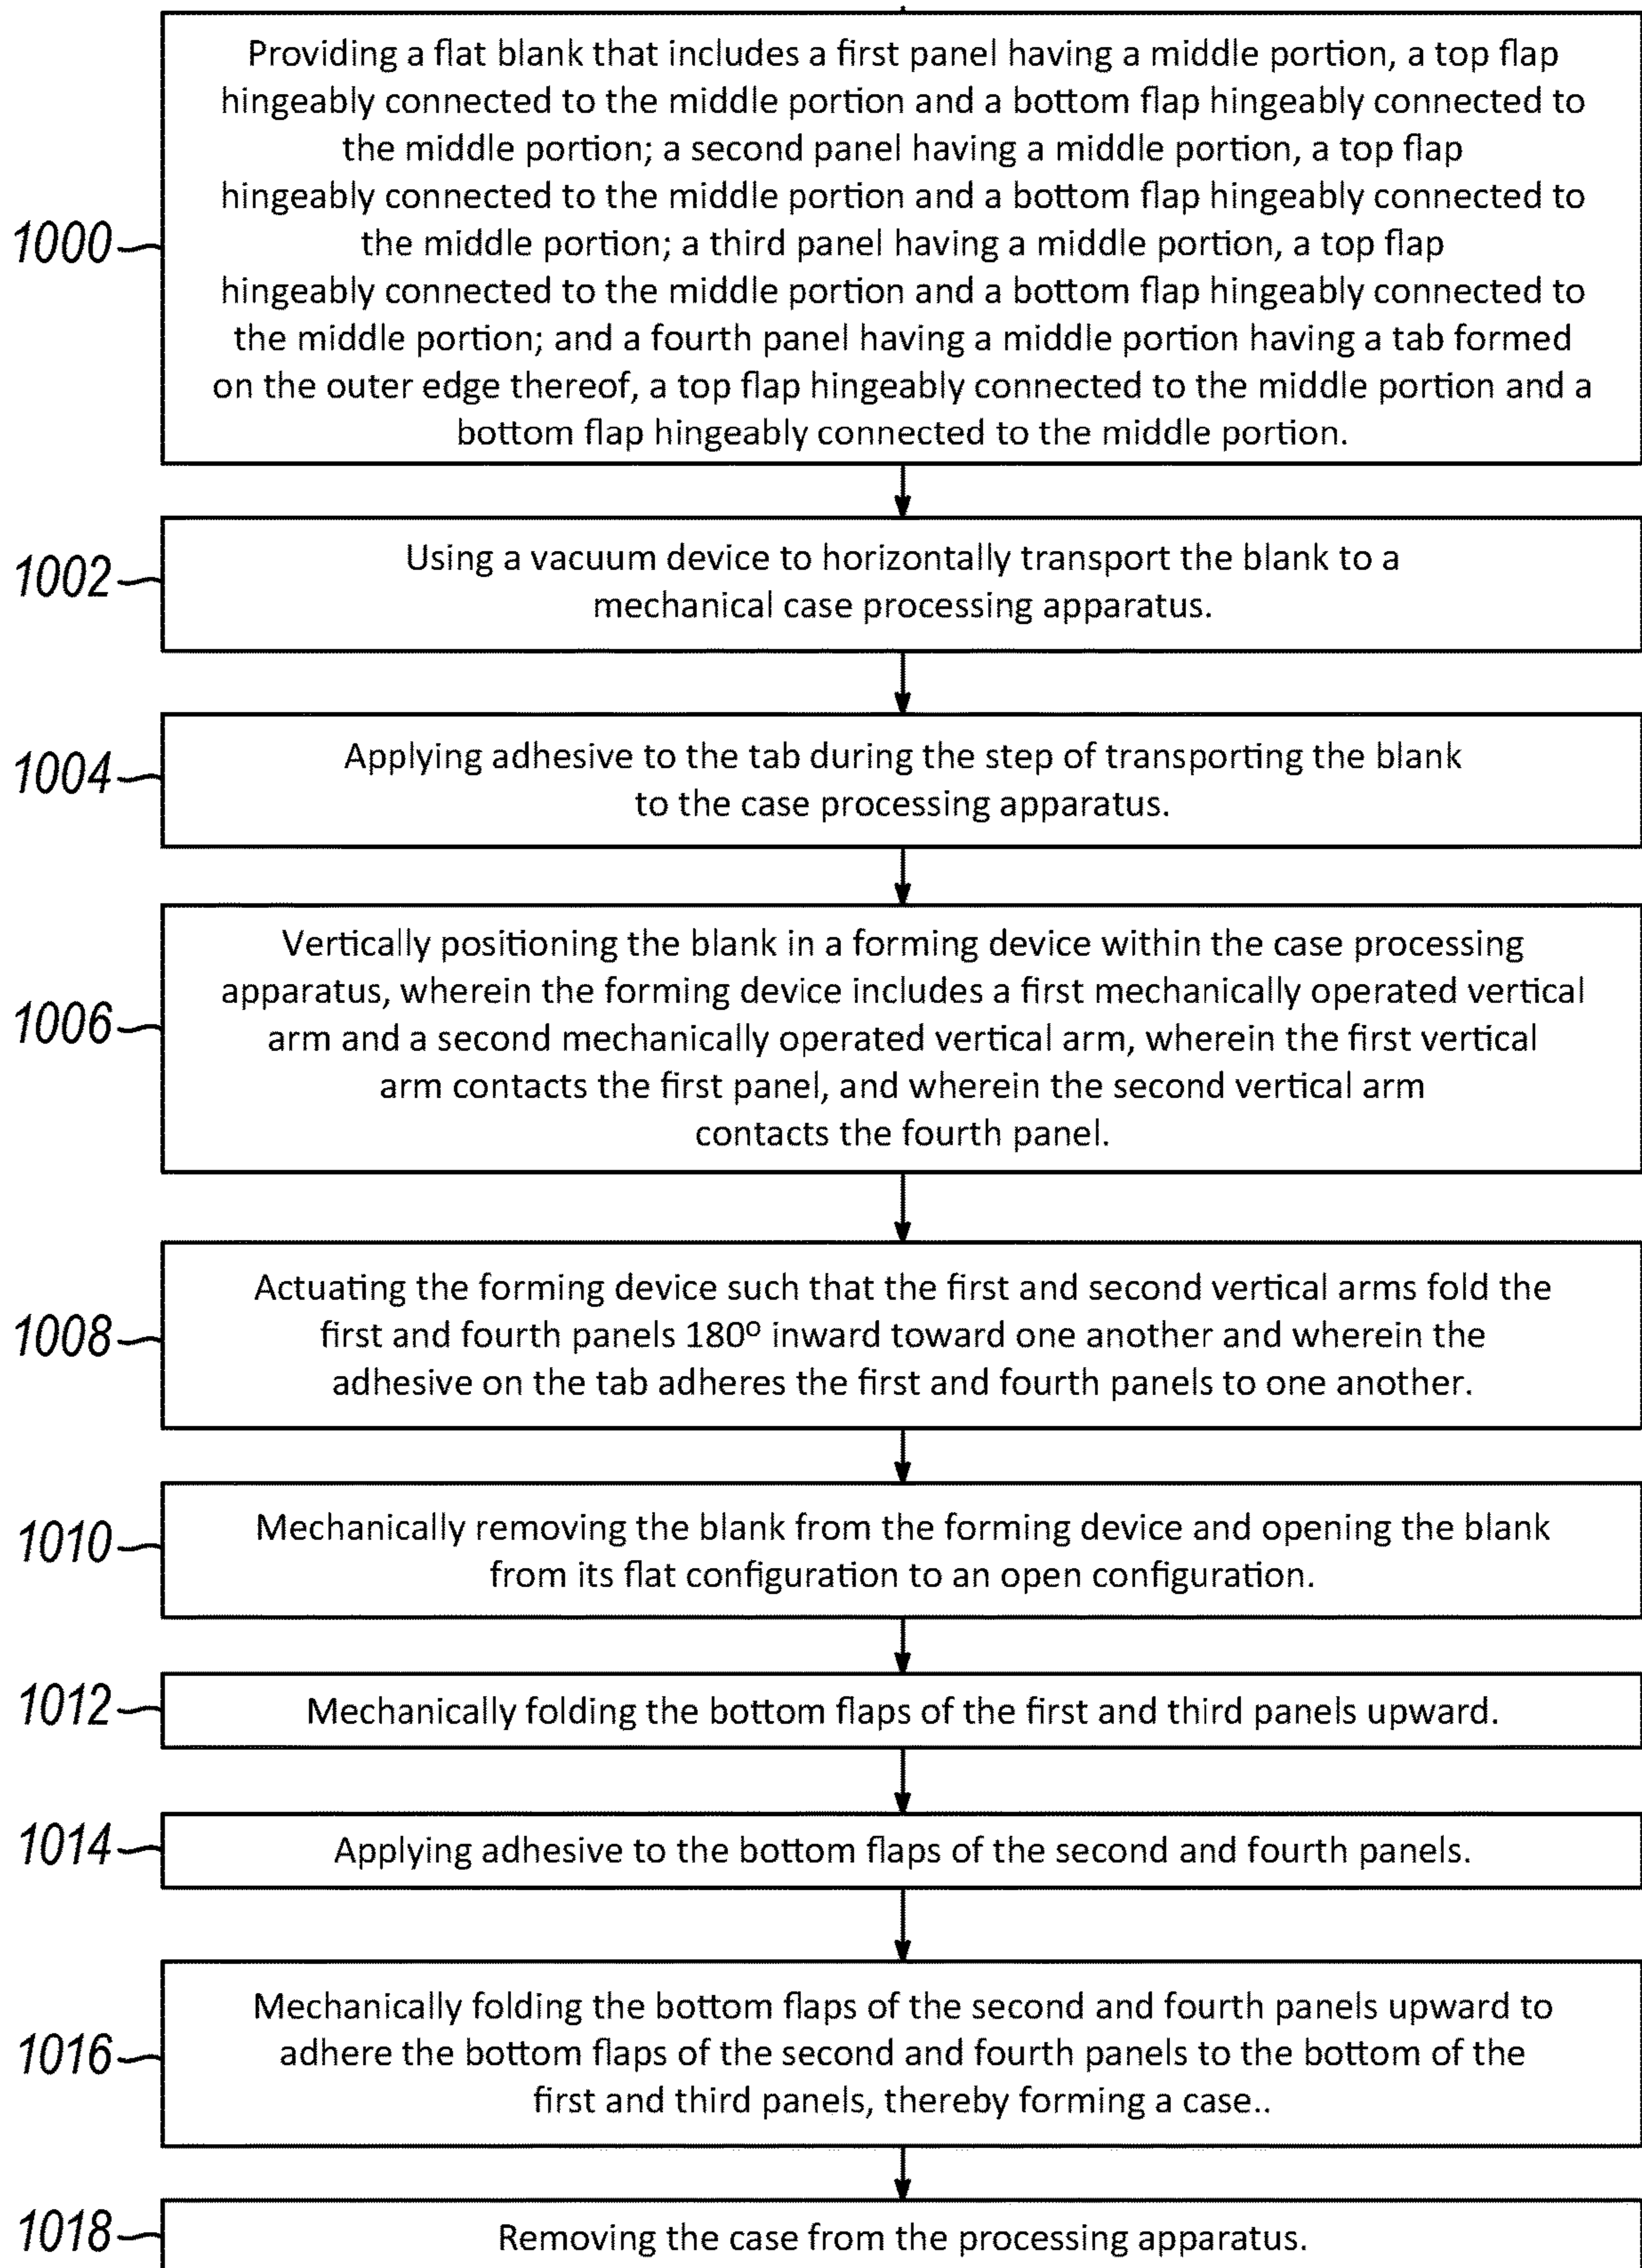 Providing a flat blank that includes a first panel having a middle portion, a top flap
hingeably connected to the middle portion and a bottom flap hingeably connected to
the middle portion; a second panel having a middle portion, a top flap
hingeably connected to the middle portion and a bottom flap hingeably connected to
1000
the middle portion; a third panel having a middle portion, a top flap
hingeably connected to the middle portion and a bottom flap hingeably connected to
the middle portion; and a fourth panel having a middle portion having a tab formed
on the outer edge thereof, a top flap hingeably connected to the middle portion and a
bottom flap hingeably connected to the middle portion.
1002
Using a vacuum device to horizontally transport the blank to a
mechanical case processing apparatus.
1004
Applying adhesive to the tab during the step of transporting the blank
to the case processing apparatus.
1006
Vertically positioning the blank in a forming device within the case processing
apparatus, wherein the forming device includes a first mechanically operated vertical
arm and a second mechanically operated vertical arm, wherein the first vertical
arm contacts the first panel, and wherein the second vertical arm
contacts the fourth panel.
1008
Actuating the forming device such that the first and second vertical arms fold the
first and fourth panels 180º inward toward one another and wherein the
adhesive on the tab adheres the first and fourth panels to one another.
1010
Mechanically removing the blank from the forming device and opening the blank
from its flat configuration to an open configuration.
1012
Mechanically folding the bottom flaps of the first and third panels upward.
1014
Applying adhesive to the bottom flaps of the second and fourth panels.
1016
Mechanically folding the bottom flaps of the second and fourth panels upward to
adhere the bottom flaps of the second and fourth panels to the bottom of the
first and third panels, thereby forming a case..
1018
Removing the case from the processing apparatus.